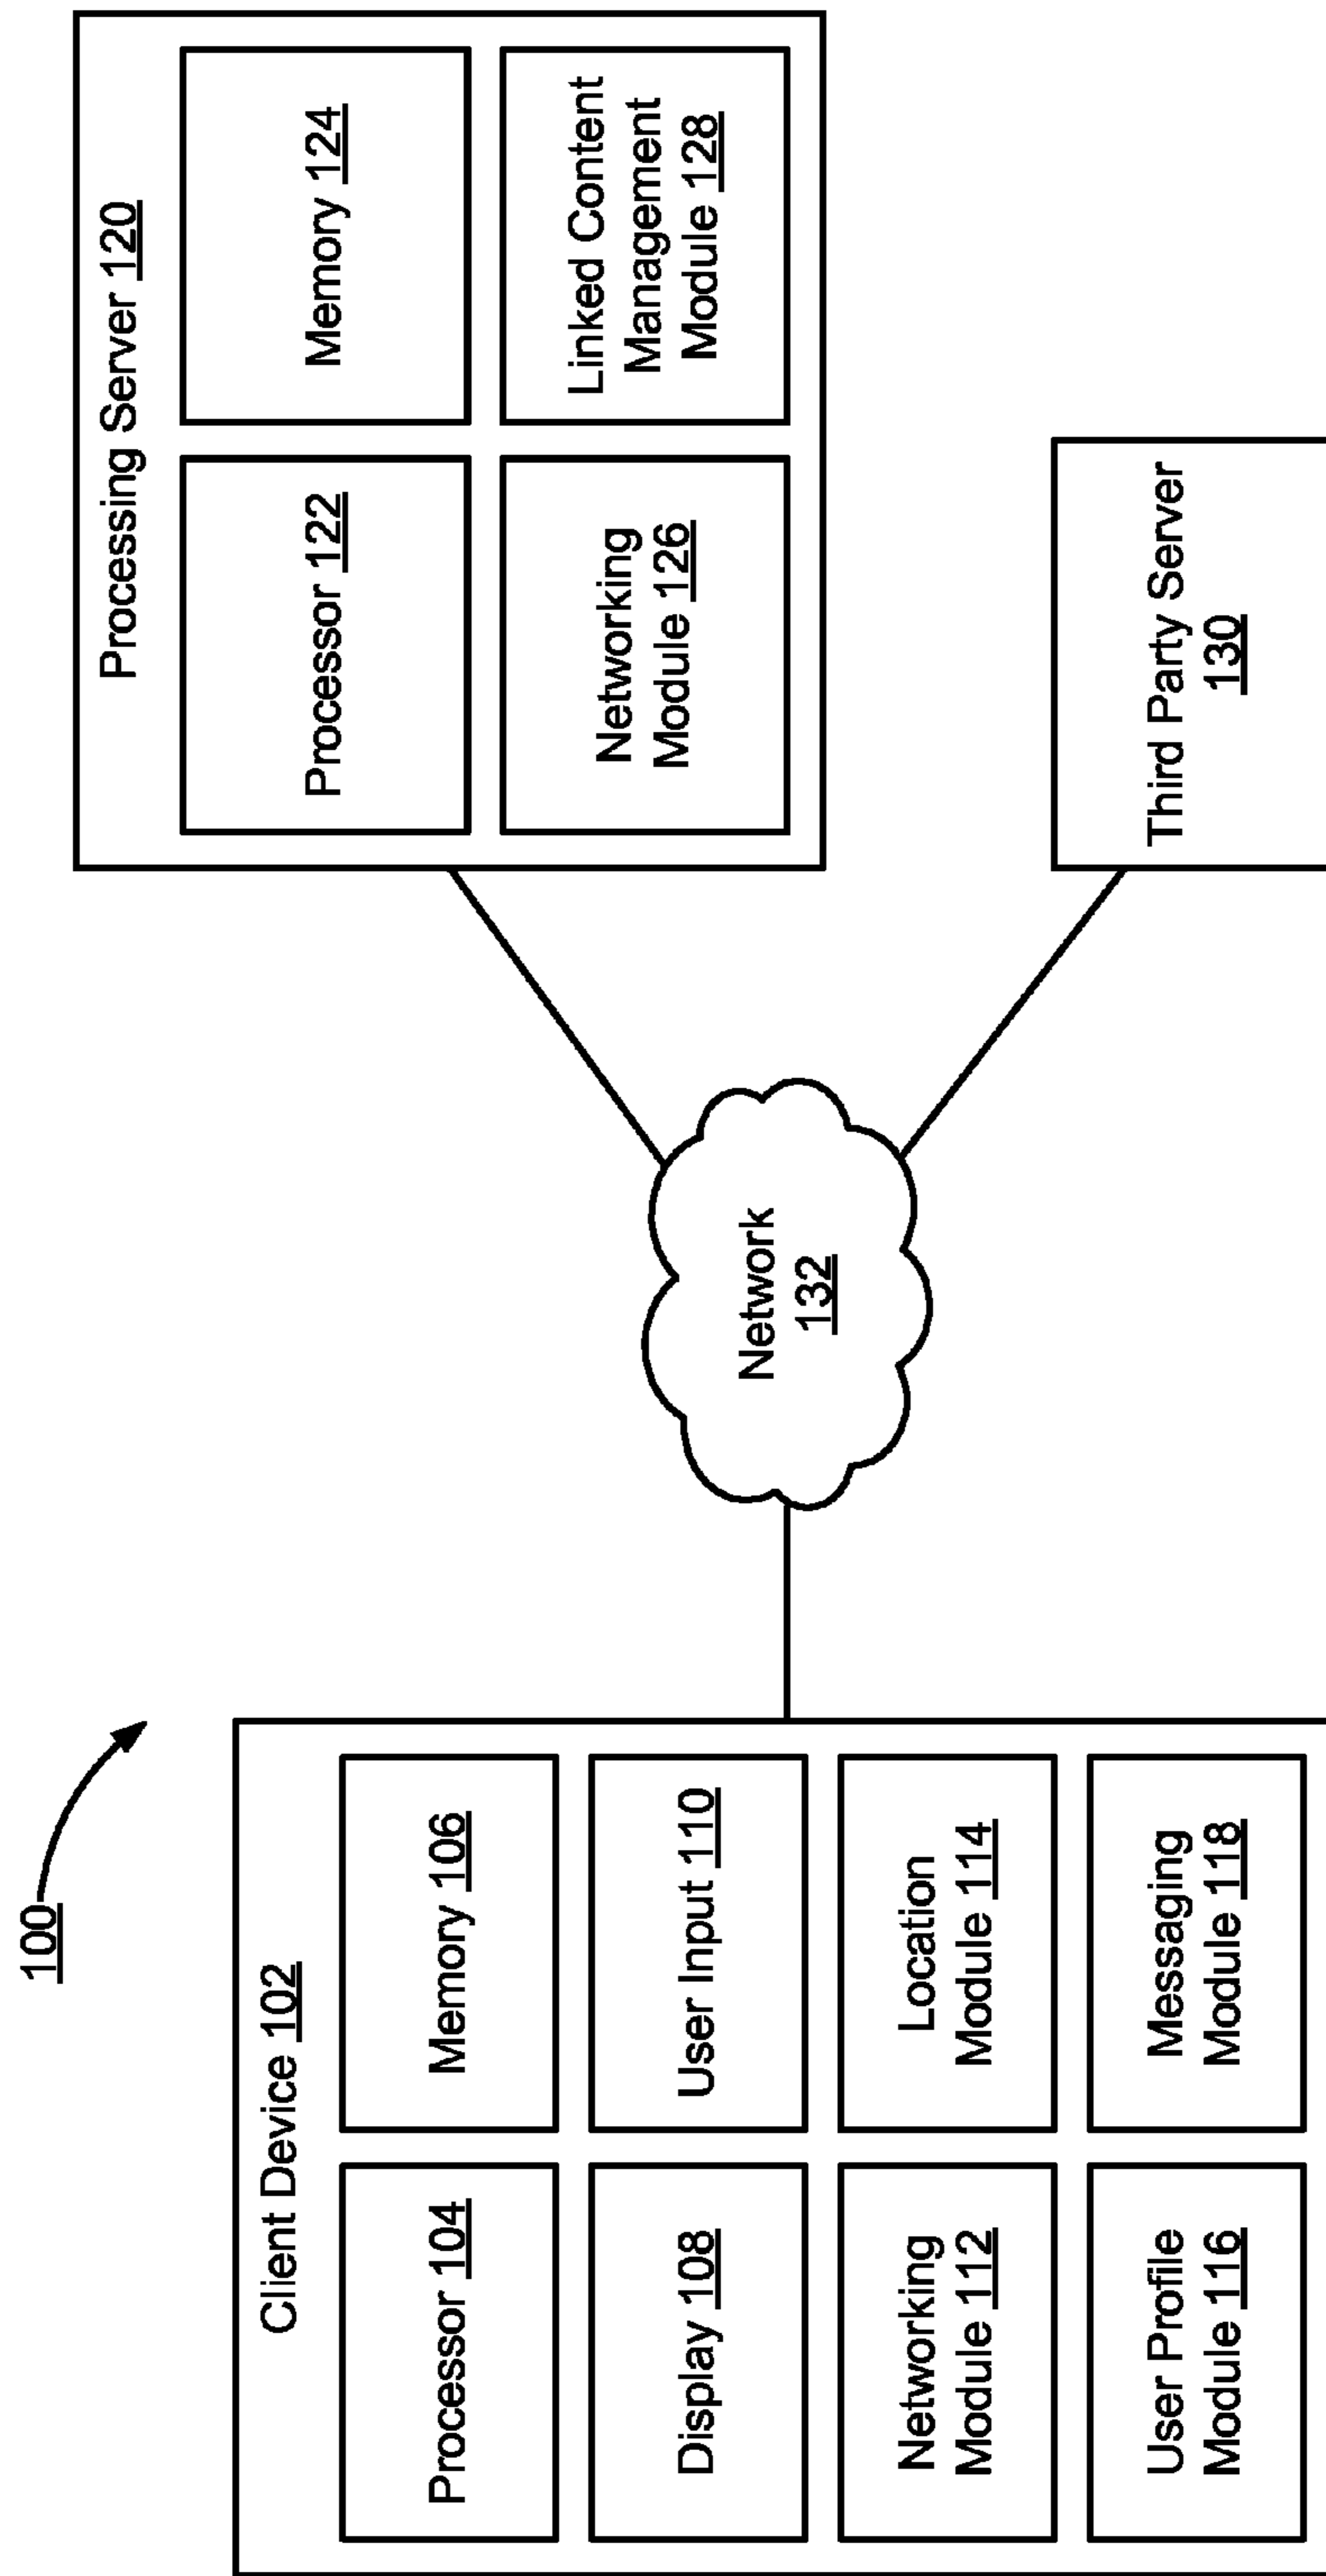 100
Client Device 102
Processor 104
Memory 106
Display 108
User Input 110
Networking
Module 112
Location
Module 114
User Profile
Module 116
Messaging
Module 118
Network
132
Processing Server 120
Processor 122
Memory 124
Networking
Module 126
Linked Content
Management
Module 128
Third Party Server
130